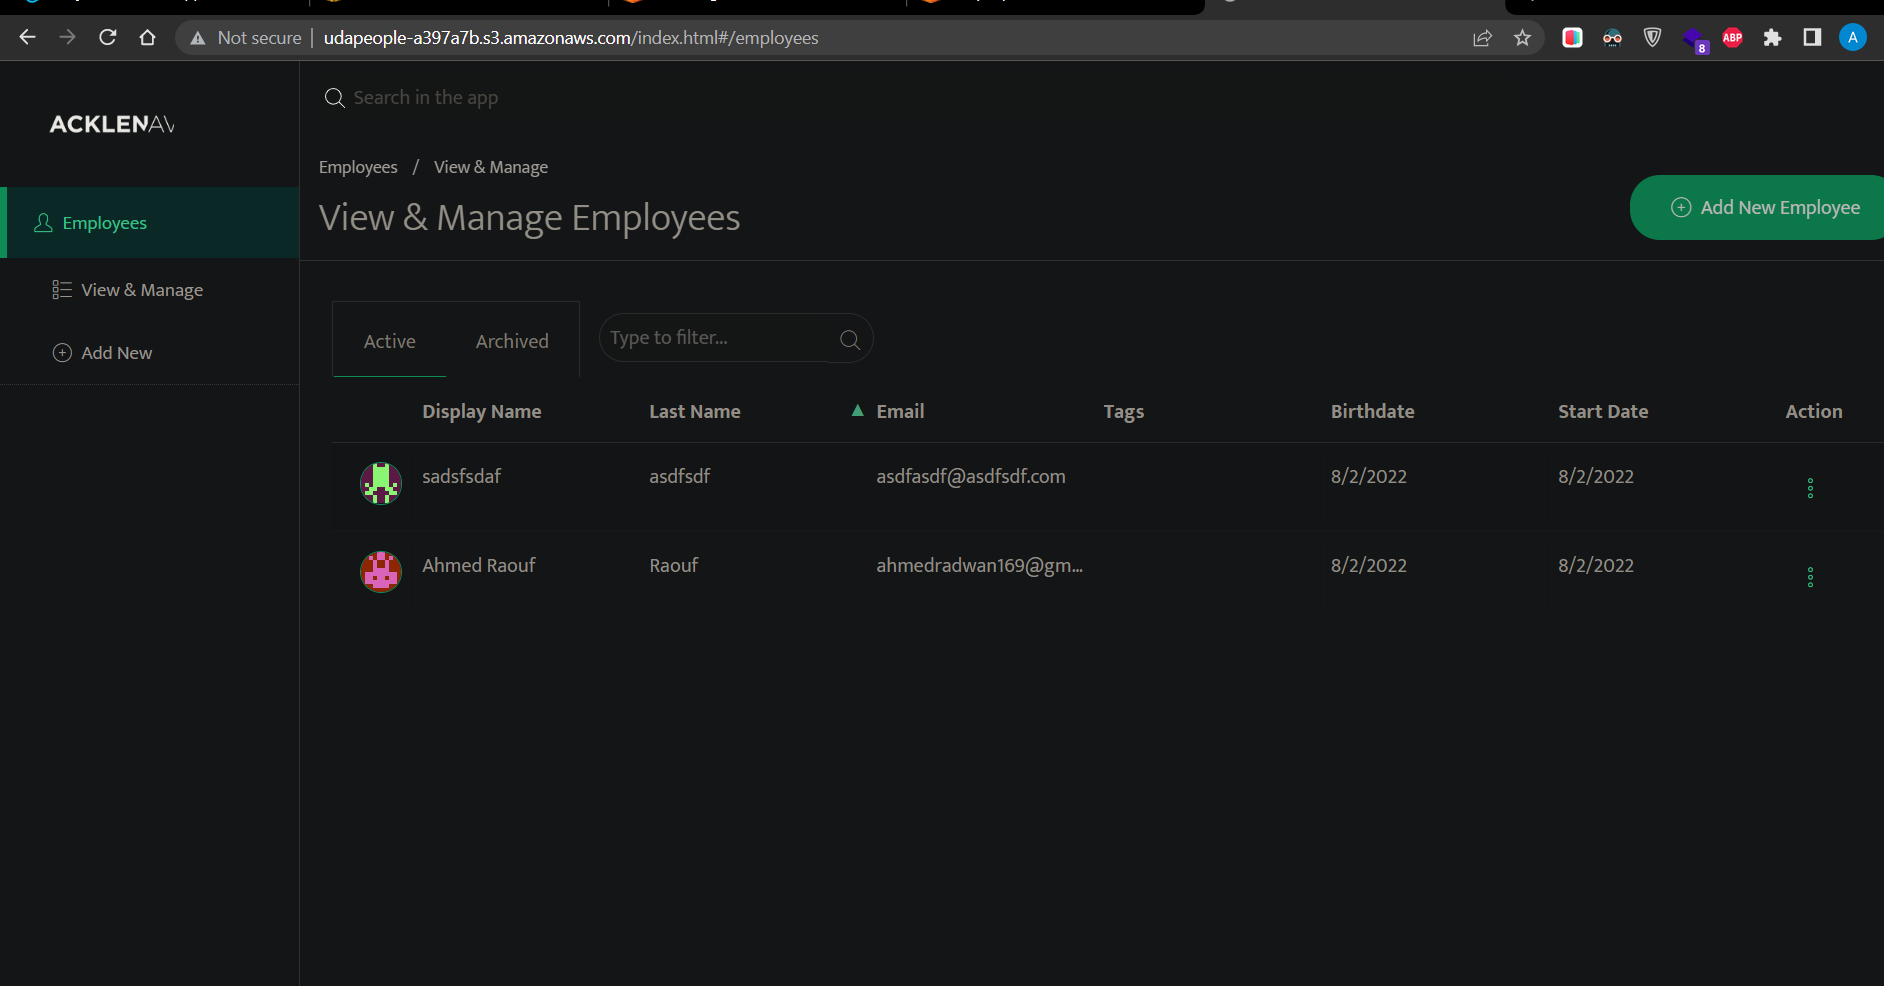 Not secure udapeople-a397a7b.s3.amazonaws.com/index.html#/employees
8 ABP A
ACKLENAV
Search in the app
Employees / View & Manage
View & Manage Employees
Add New Employee
Employees
View & Manage
Add New
Active Archived Type to filter...
Display Name Last Name ▲ Email Tags Birthdate Start Date Action
sadsfsdaf asdfsdf asdfasdf@asdfsdf.com 8/2/2022 8/2/2022
Ahmed Raouf Raouf ahmedradwan169@gm... 8/2/2022 8/2/2022